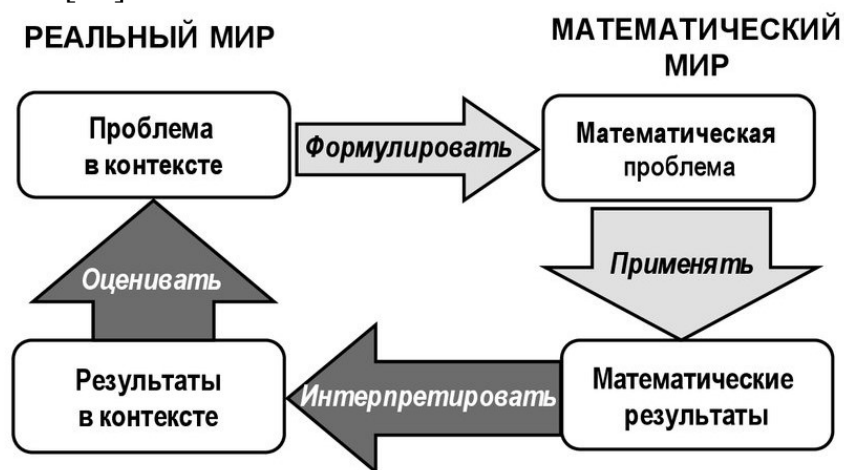 РЕАЛЬНЫЙ МИР
МАТЕМАТИЧЕСКИЙ
МИР
Проблема
в контексте
Формулировать
Математическая
проблема
Применять
Математические
результаты
Интерпретировать
Результаты
в контексте
Оценивать